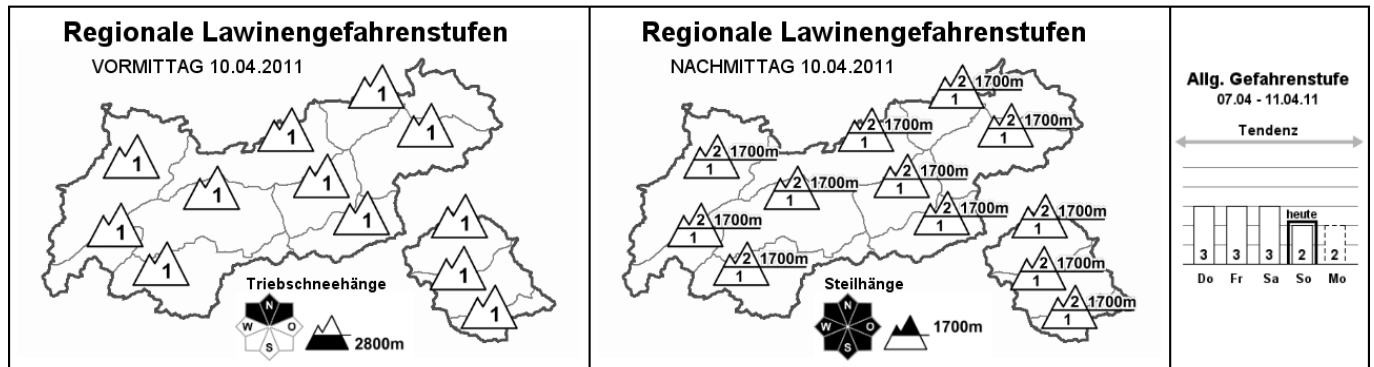 Regionale Lawinengefahrenstufen
VORMITTAG 10.04.2011
1
1
1
1
1
1
1
1
1
1
1
1
Triebschneehänge
N
W O
S
2800m
Regionale Lawinengefahrenstufen
NACHMITTAG 10.04.2011
2 1700m
1
2 1700m
1
2 1700m
1
2 1700m
1
2 1700m
1
2 1700m
1
2 1700m
1
2 1700m
1
2 1700m
1
2 1700m
1
2 1700m
1
2 1700m
1
Steilhänge
N
W O
S
1700m
Allg. Gefahrenstufe
07.04 - 11.04.11
Tendenz
heute
3 3 3 2 2
Do Fr Sa So Mo